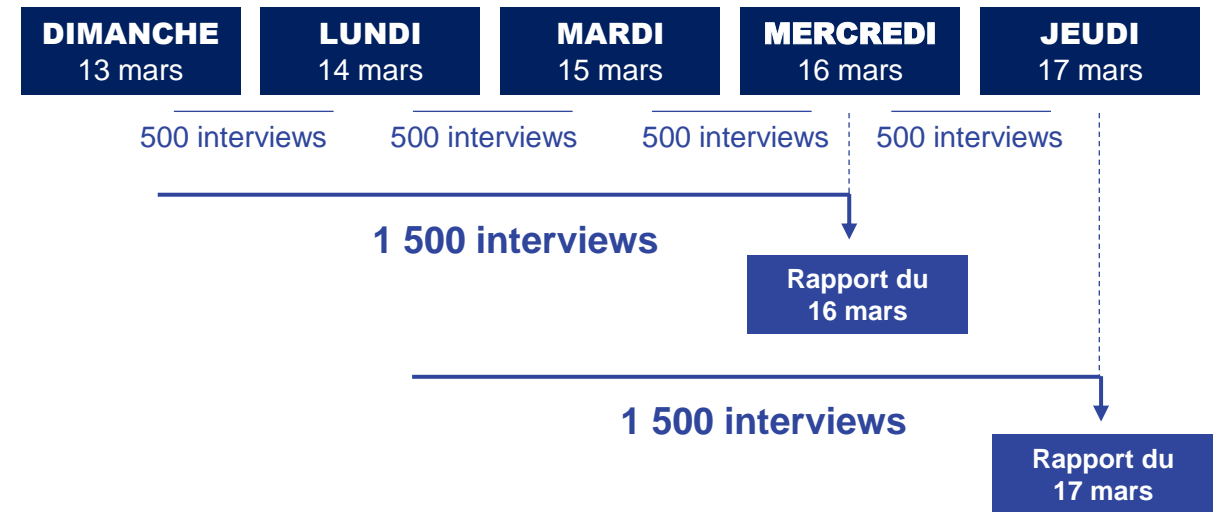 DIMANCHE
13 mars
LUNDI
14 mars
MARDI
15 mars
MERCREDI
16 mars
JEUDI
17 mars
500 interviews
500 interviews
500 interviews
500 interviews
1 500 interviews
Rapport du
16 mars
1 500 interviews
Rapport du
17 mars